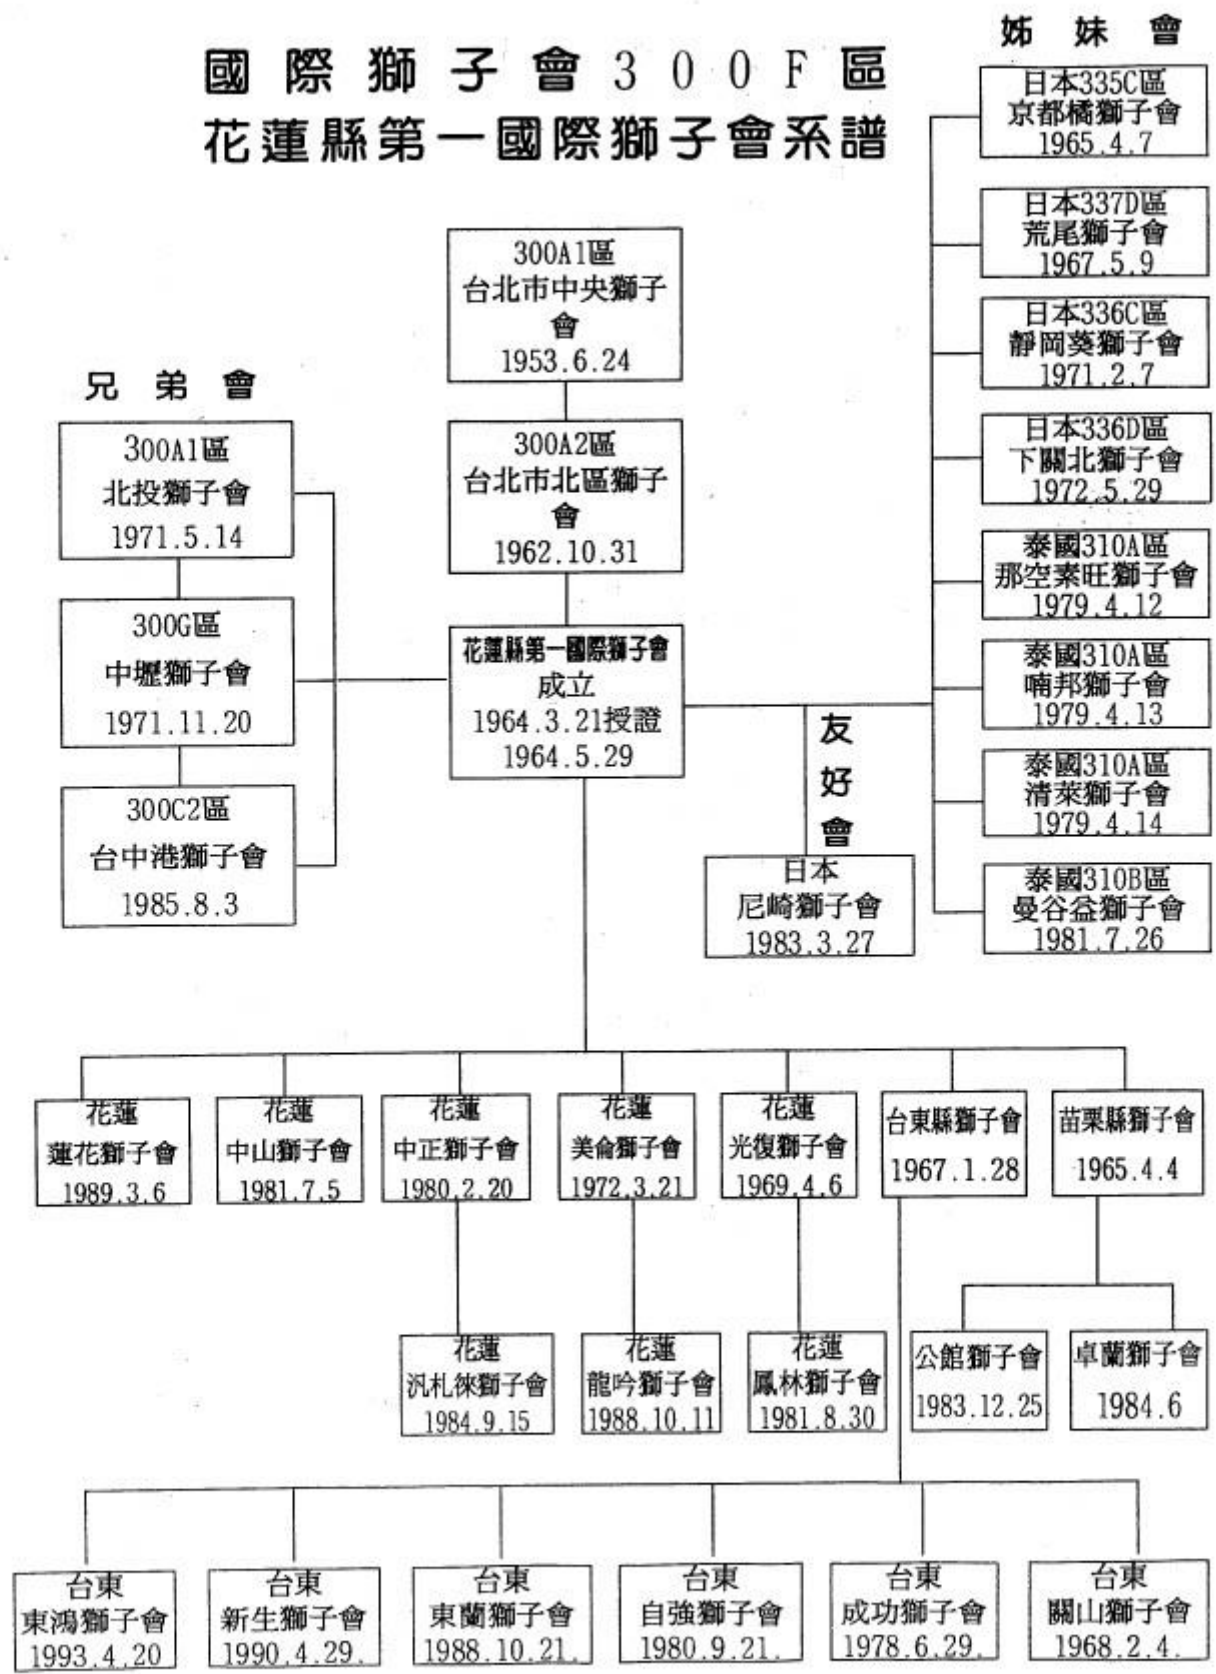 國際獅子會300F區
花蓮縣第一國際獅子會系譜
姊妹會
日本335C區
京都橘獅子會
1965.4.7
日本337D區
荒尾獅子會
1967.5.9
日本336C區
靜岡葵獅子會
1971.2.7
日本336D區
下關北獅子會
1972.5.29
泰國310A區
那空素旺獅子會
1979.4.12
泰國310A區
喃邦獅子會
1979.4.13
泰國310A區
清萊獅子會
1979.4.14
泰國310B區
曼谷益獅子會
1981.7.26
300A1區
台北市中央獅子
會
1953.6.24
300A2區
台北市北區獅子
會
1962.10.31
花蓮縣第一國際獅子會
成立
1964.3.21授證
1964.5.29
兄弟會
300A1區
北投獅子會
1971.5.14
300G區
中壢獅子會
1971.11.20
300C2區
台中港獅子會
1985.8.3
友好會
日本
尼崎獅子會
1983.3.27
花蓮
蓮花獅子會
1989.3.6
花蓮
中山獅子會
1981.7.5
花蓮
中正獅子會
1980.2.20
花蓮
美侖獅子會
1972.3.21
花蓮
光復獅子會
1969.4.6
台東縣獅子會
1967.1.28
苗栗縣獅子會
1965.4.4
花蓮
汎札徠獅子會
1984.9.15
花蓮
龍吟獅子會
1988.10.11
花蓮
鳳林獅子會
1981.8.30
公館獅子會
1983.12.25
卓蘭獅子會
1984.6
台東
東鴻獅子會
1993.4.20
台東
新生獅子會
1990.4.29.
台東
東蘭獅子會
1988.10.21.
台東
自強獅子會
1980.9.21.
台東
成功獅子會
1978.6.29.
台東
關山獅子會
1968.2.4.